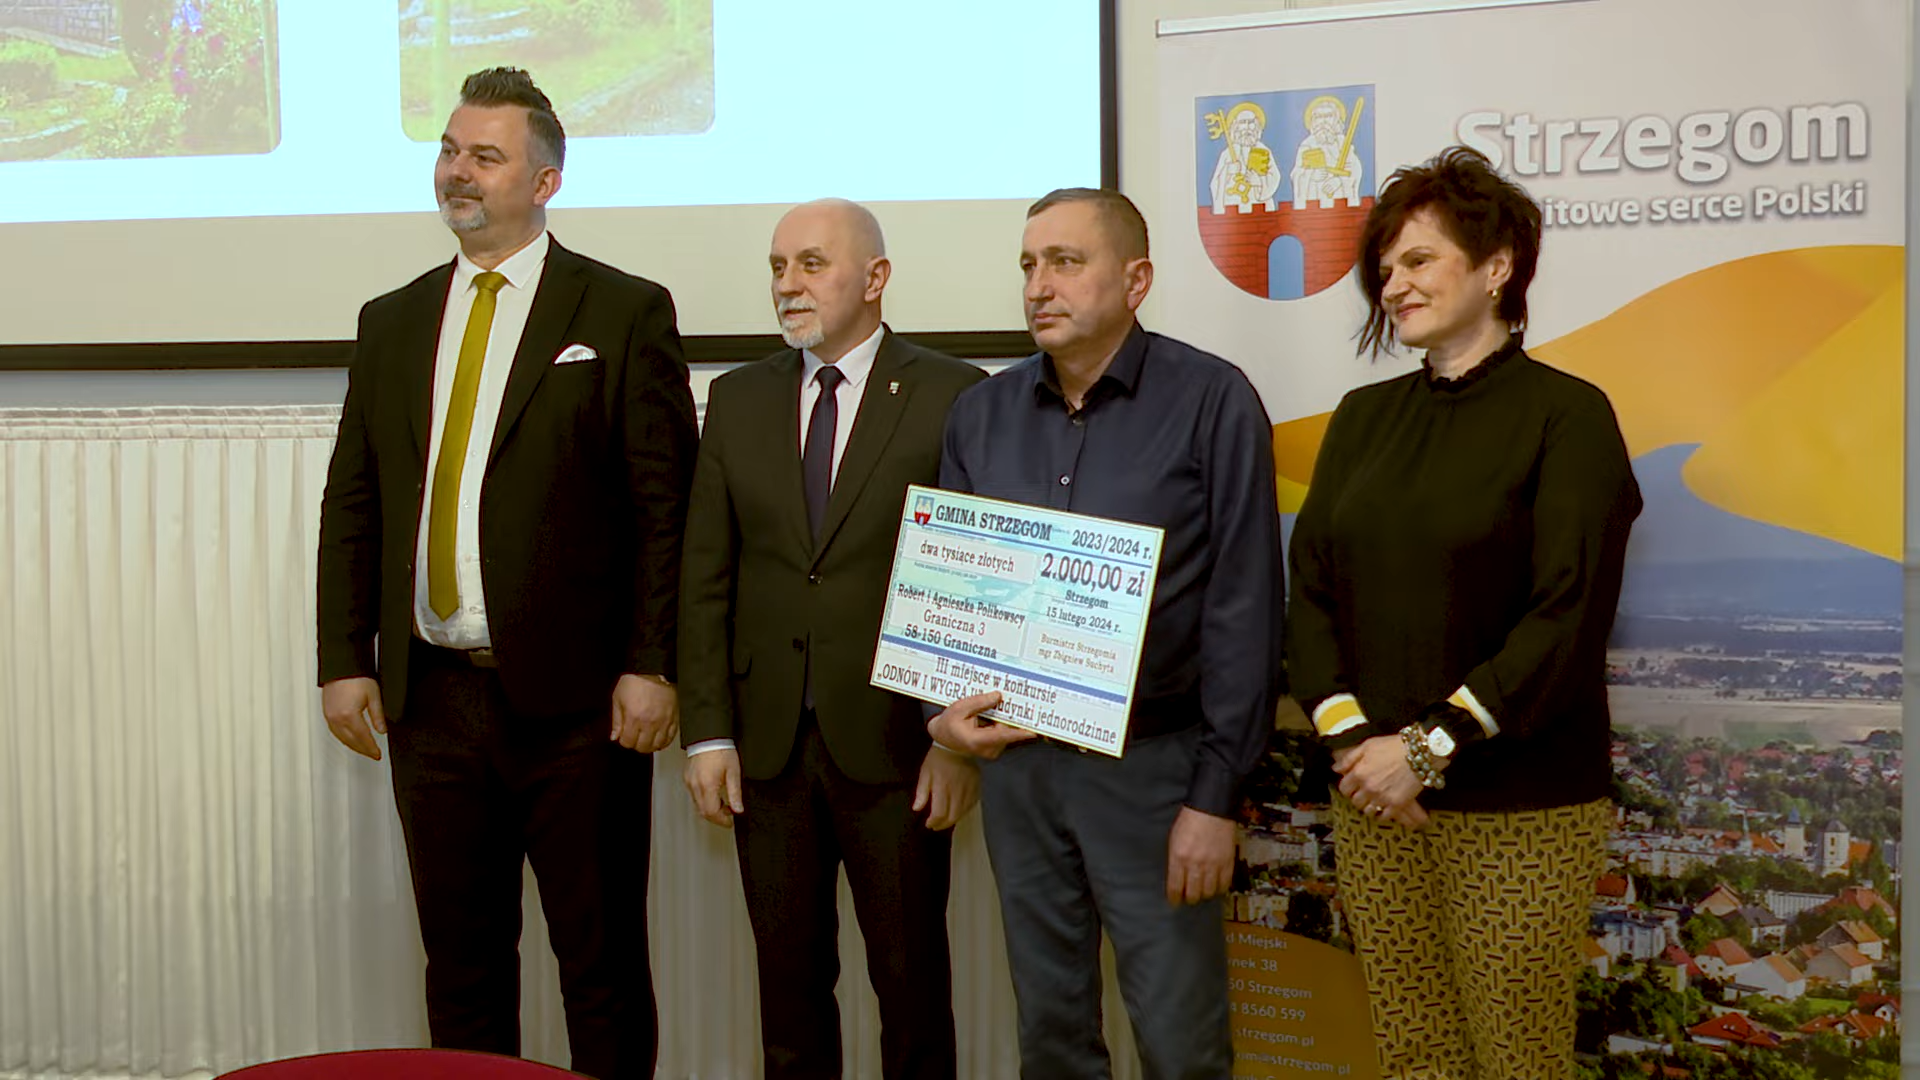 Strzegom
itowe serce Polski
GMINA STRZEGOM
2023/2024 r.
dwa tysiące złotych
2.000,00 zł
Strzegom
15 lutego 2024 r.
Robert i Agnieszka Polikowscy
Graniczna 3
58-150 Graniczna
Burmistrz Strzegomia
mgr Zbigniew Suchyta
III miejsce w konkursie
„ODNÓW I WYGRAJ" budynki jednorodzinne
d Miejski
nek 38
50 Strzegom
8560 599
strzegom.pl
om@strzegom.pl